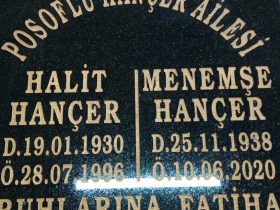 POSOFLU HANÇER AİLESİ
HALİT
HANÇER
D.19.01.1930
Ö.28.07.1996
MENEMŞE
HANÇER
D.25.11.1938
Ö.10.06.2020
RUHLARINA FATİHA